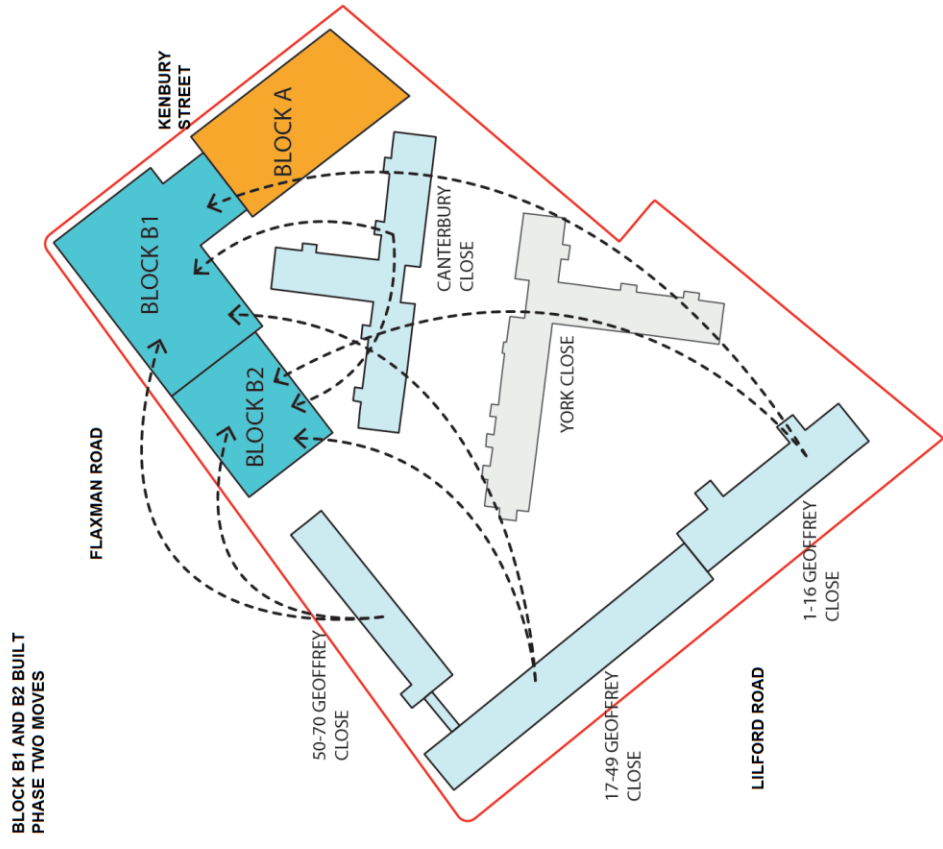 BLOCK B1 AND B2 BUILT
PHASE TWO MOVES
FLAXMAN ROAD
KENBURY
STREET
BLOCK A
BLOCK B1
BLOCK B2
CANTERBURY
CLOSE
YORK CLOSE
50-70 GEOFFREY
CLOSE
17-49 GEOFFREY
CLOSE
1-16 GEOFFREY
CLOSE
LILFORD ROAD